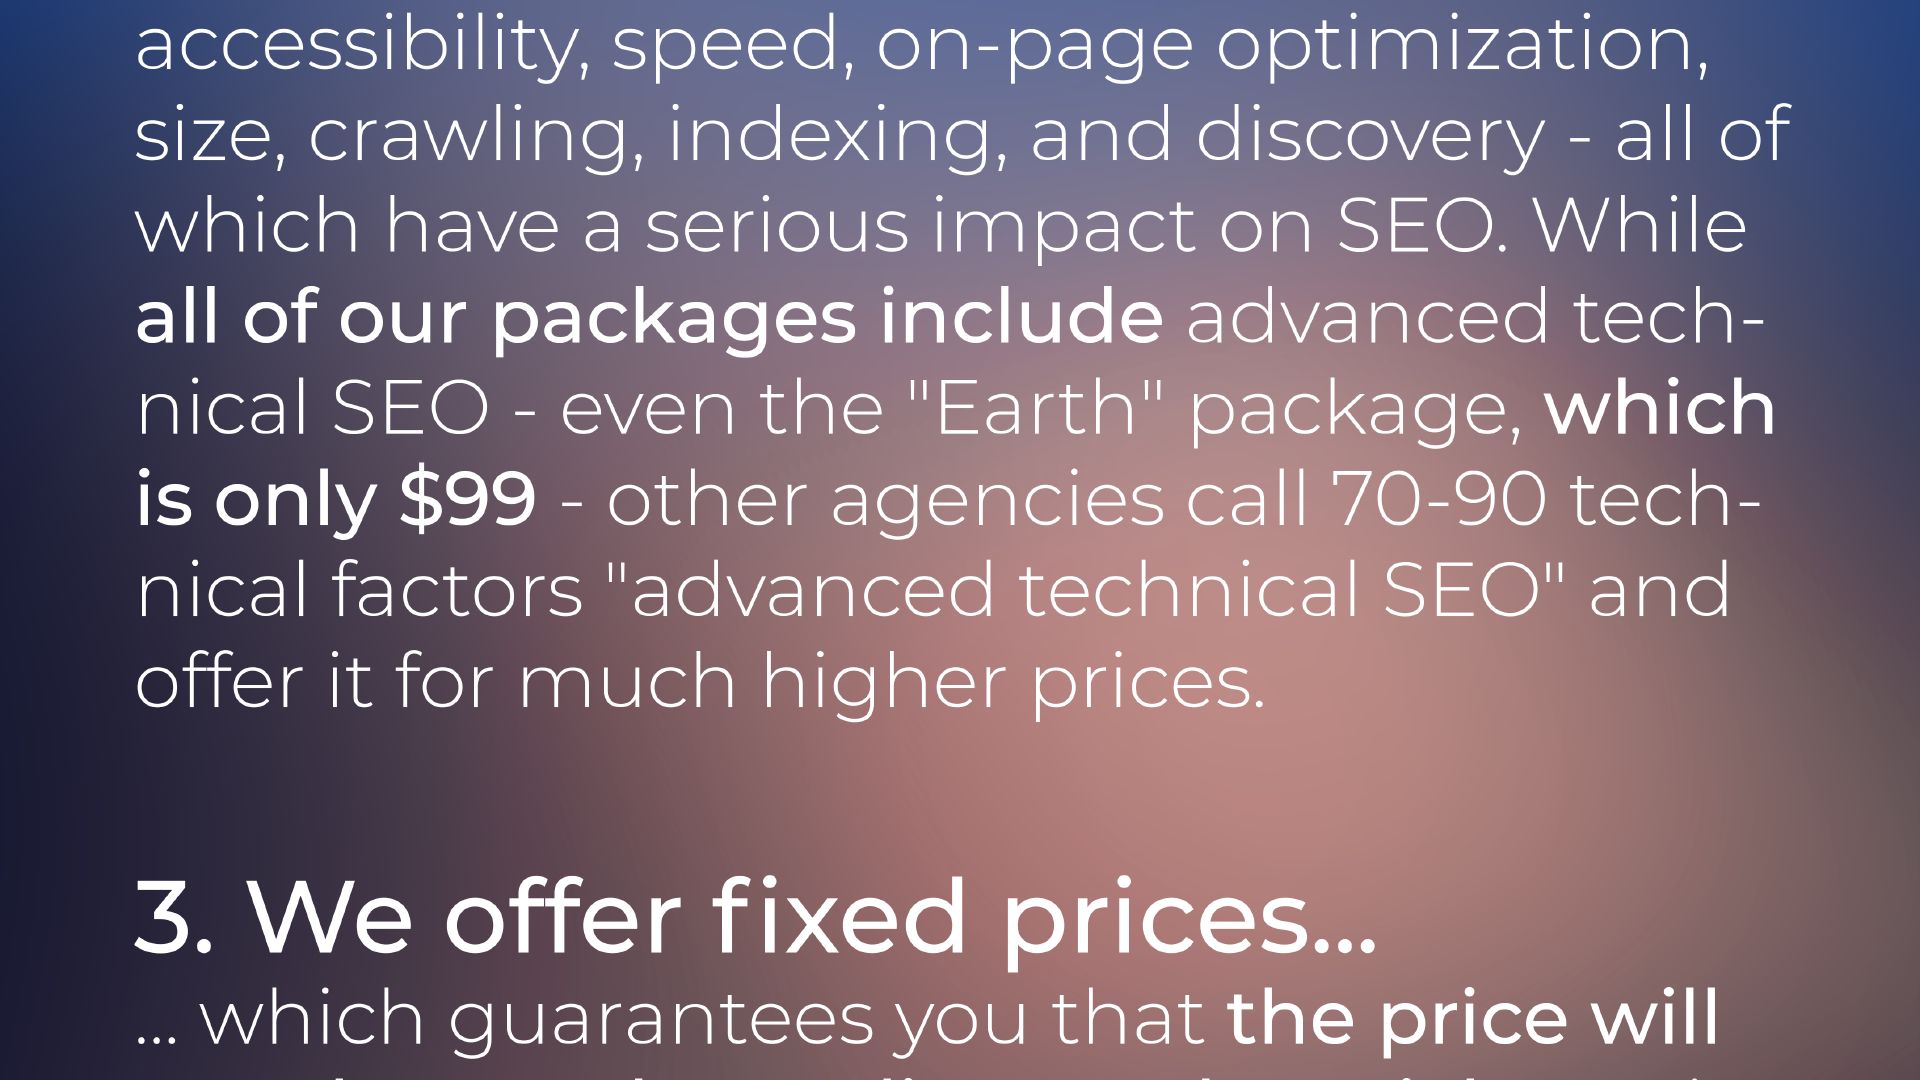 accessibility, speed, on-page optimization,
size, crawling, indexing, and discovery - all of
which have a serious impact on SEO. While
all of our packages include advanced tech-
nical SEO - even the "Earth" package, which
is only $99 - other agencies call 70-90 tech-
nical factors "advanced technical SEO" and
offer it for much higher prices.
3. We offer fixed prices...
... which guarantees you that the price will